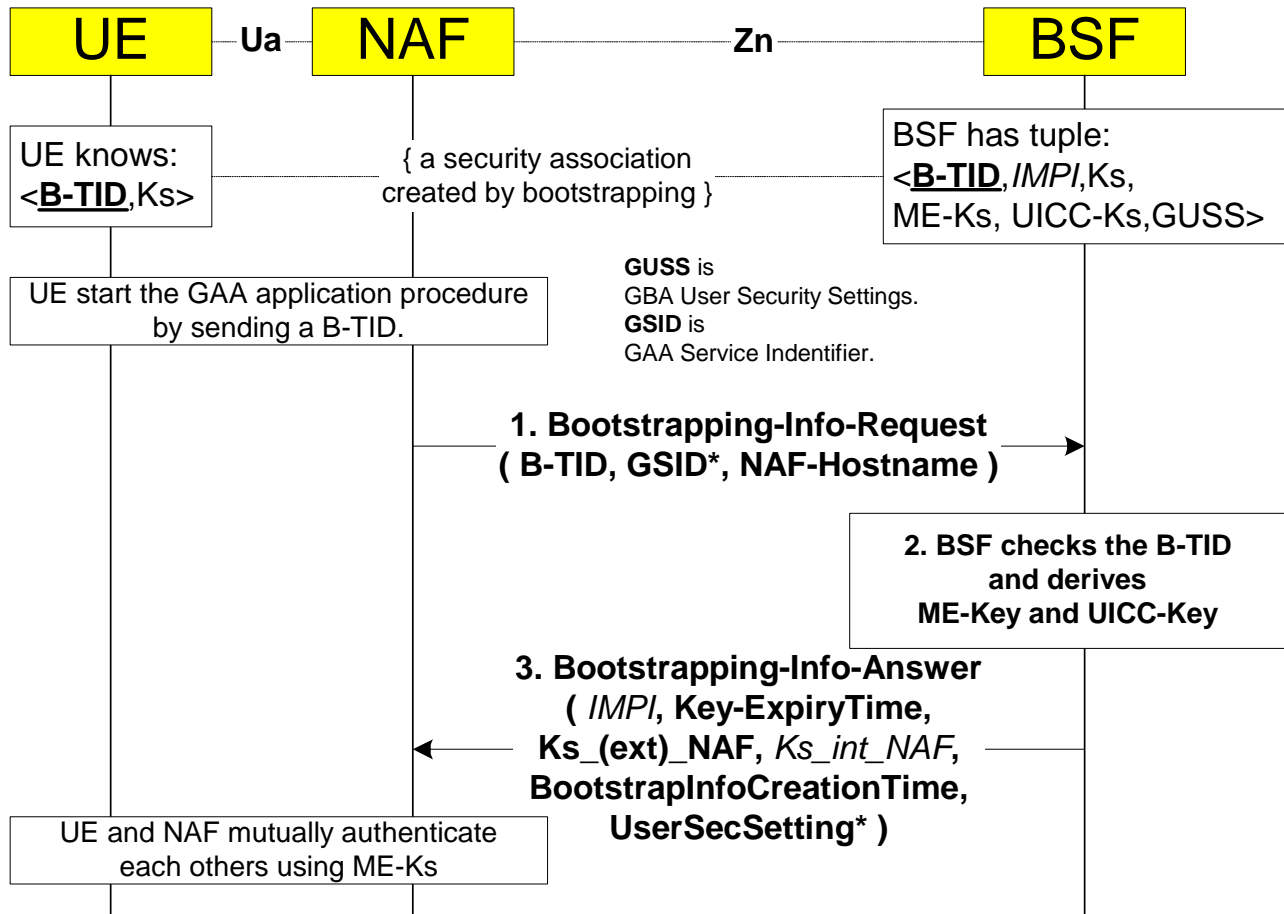 UE
Ua
NAF
Zn
BSF
UE knows:
<B-TID,Ks>
{ a security association
created by bootstrapping }
BSF has tuple:
<B-TID,IMPI,Ks,
ME-Ks, UICC-Ks,GUSS>
UE start the GAA application procedure
by sending a B-TID.
GUSS is
GBA User Security Settings.
GSID is
GAA Service Indentifier.
1. Bootstrapping-Info-Request
( B-TID, GSID*, NAF-Hostname )
2. BSF checks the B-TID
and derives
ME-Key and UICC-Key
3. Bootstrapping-Info-Answer
( IMPI, Key-ExpiryTime,
Ks_(ext)_NAF, Ks_int_NAF,
BootstrapInfoCreationTime,
UserSecSetting* )
UE and NAF mutually authenticate
each others using ME-Ks